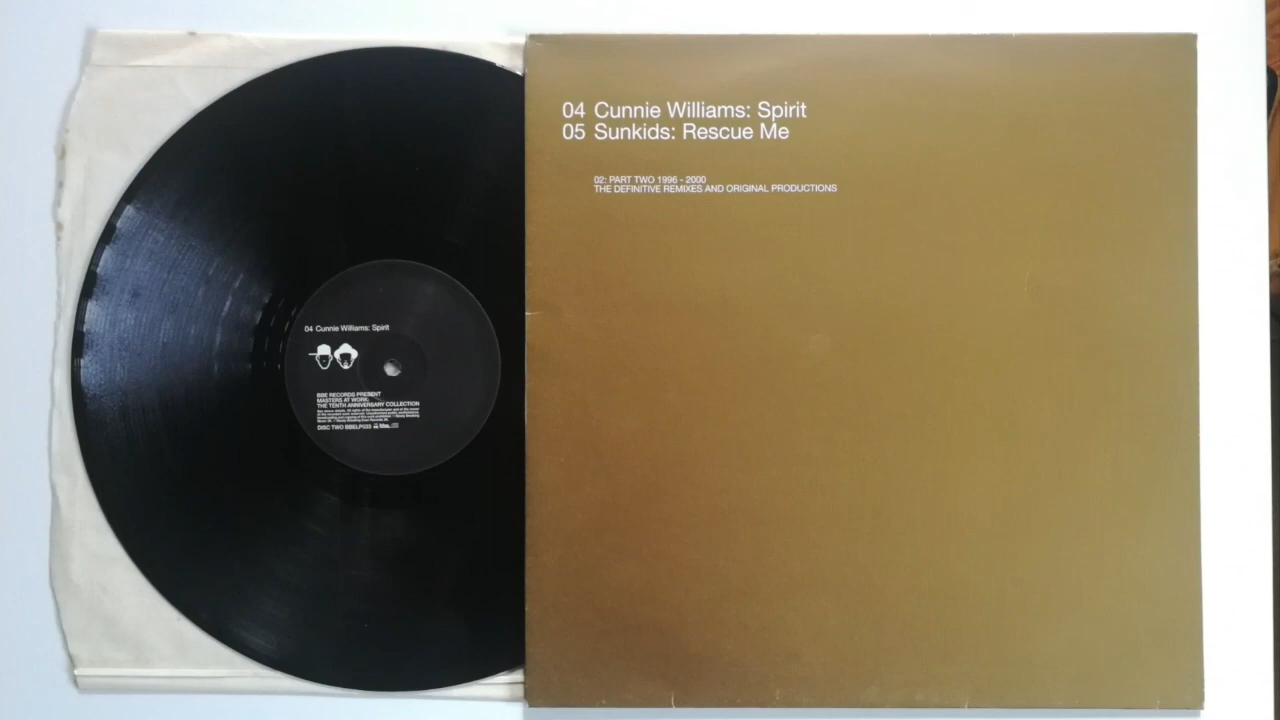 04 Cunnie Williams: Spirit
05 Sunkids: Rescue Me
02: PART TWO 1996 - 2000
THE DEFINITIVE REMIXES AND ORIGINAL PRODUCTIONS
04 Cunnie Williams: Spirit
BBE RECORDS PRESENT
MASTERS AT WORK:
THE TENTH ANNIVERSARY COLLECTION
DISC TWO BBELP033